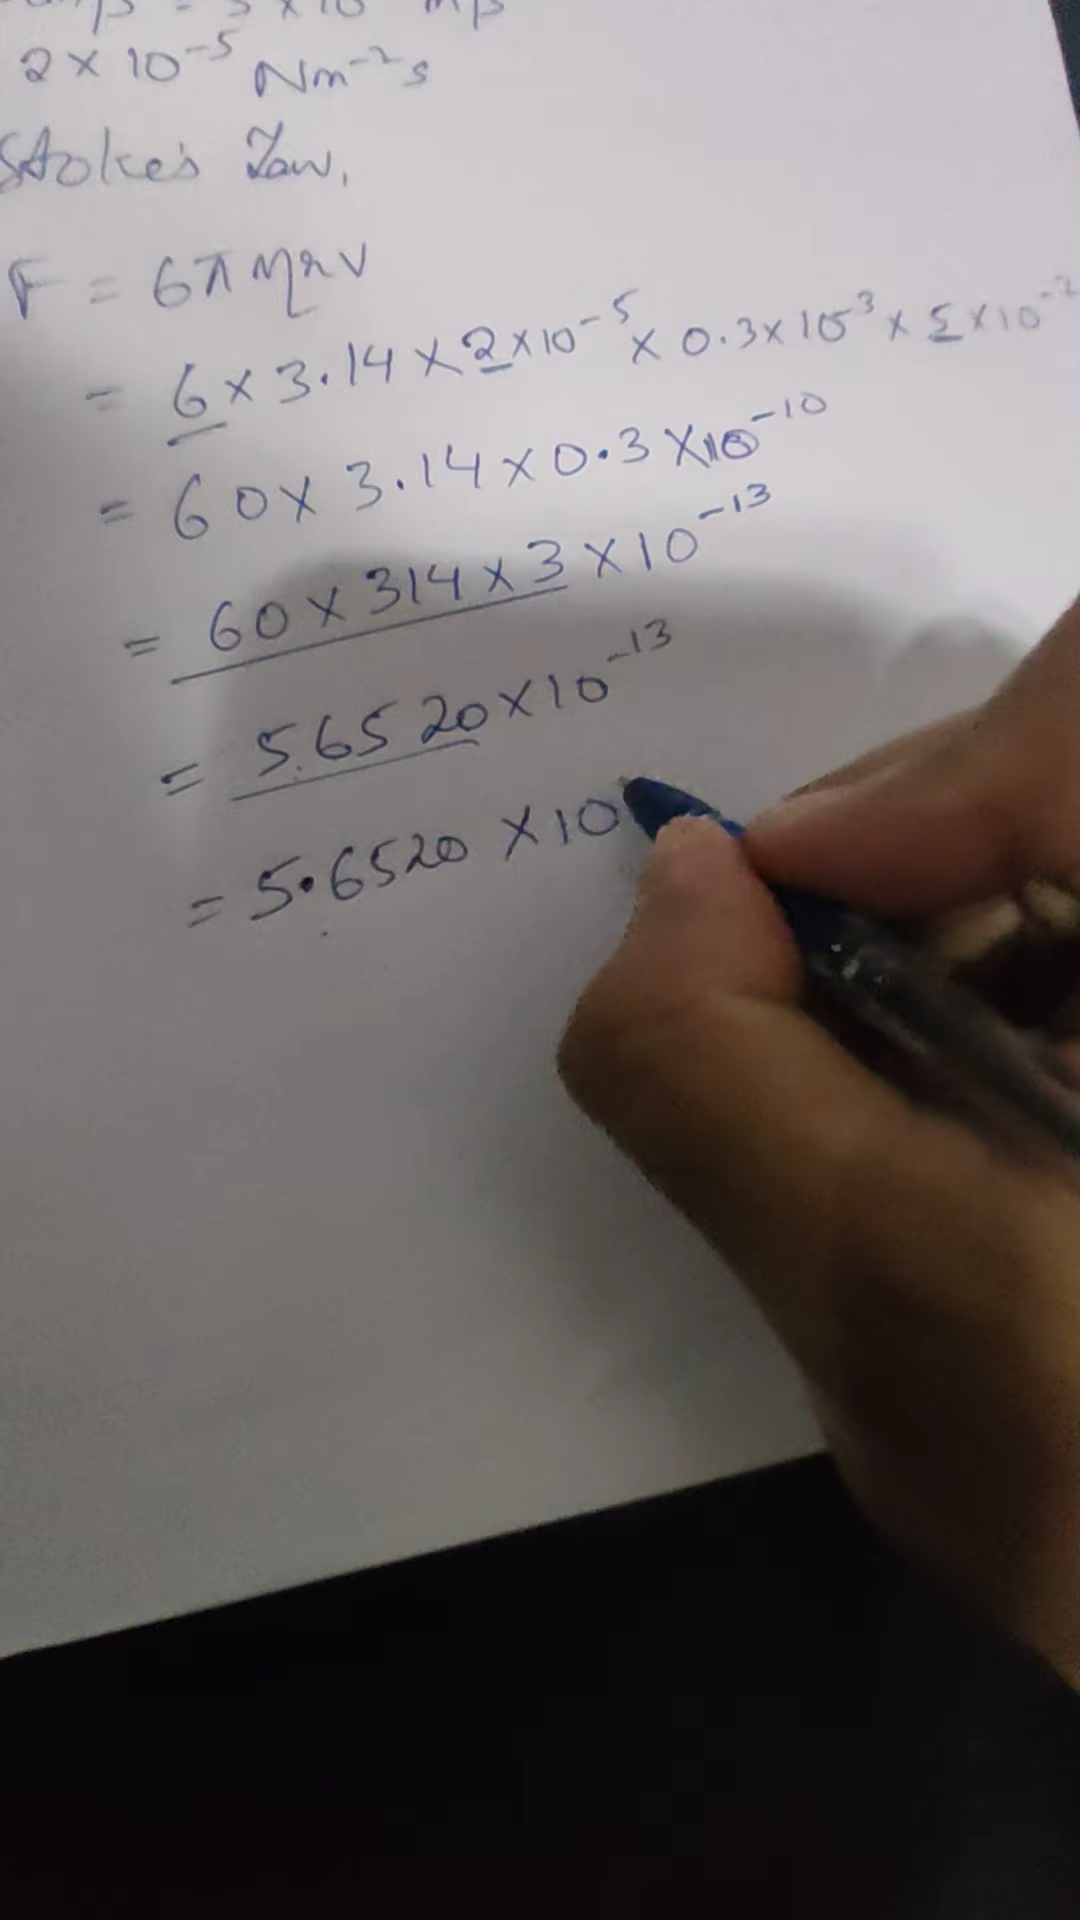 2 × 10⁻⁵ Nm⁻²s
Stoke's Law,
F = 6πηrv
= 6 × 3.14 × 2 × 10⁻⁵ × 0.3 × 10⁻³ × 5 × 10⁻²
= 60 × 3.14 × 0.3 × 10⁻¹⁰
= 60 × 314 × 3 × 10⁻¹³
= 56520 × 10⁻¹³
= 5.6520 × 10